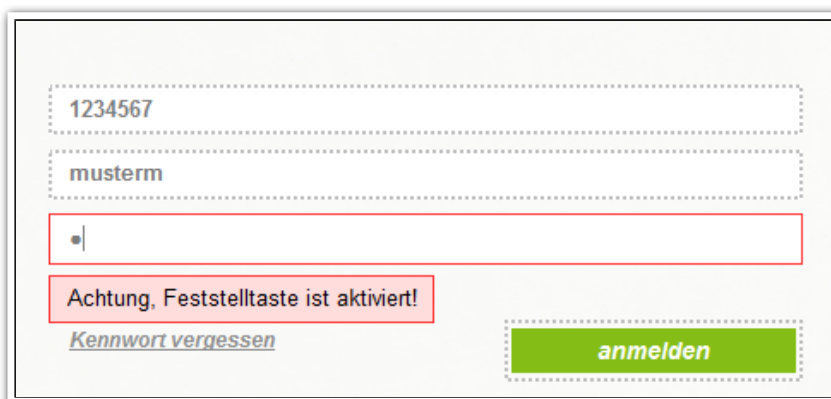 1234567
musterm
●
Achtung, Feststelltaste ist aktiviert!
Kennwort vergessen
anmelden